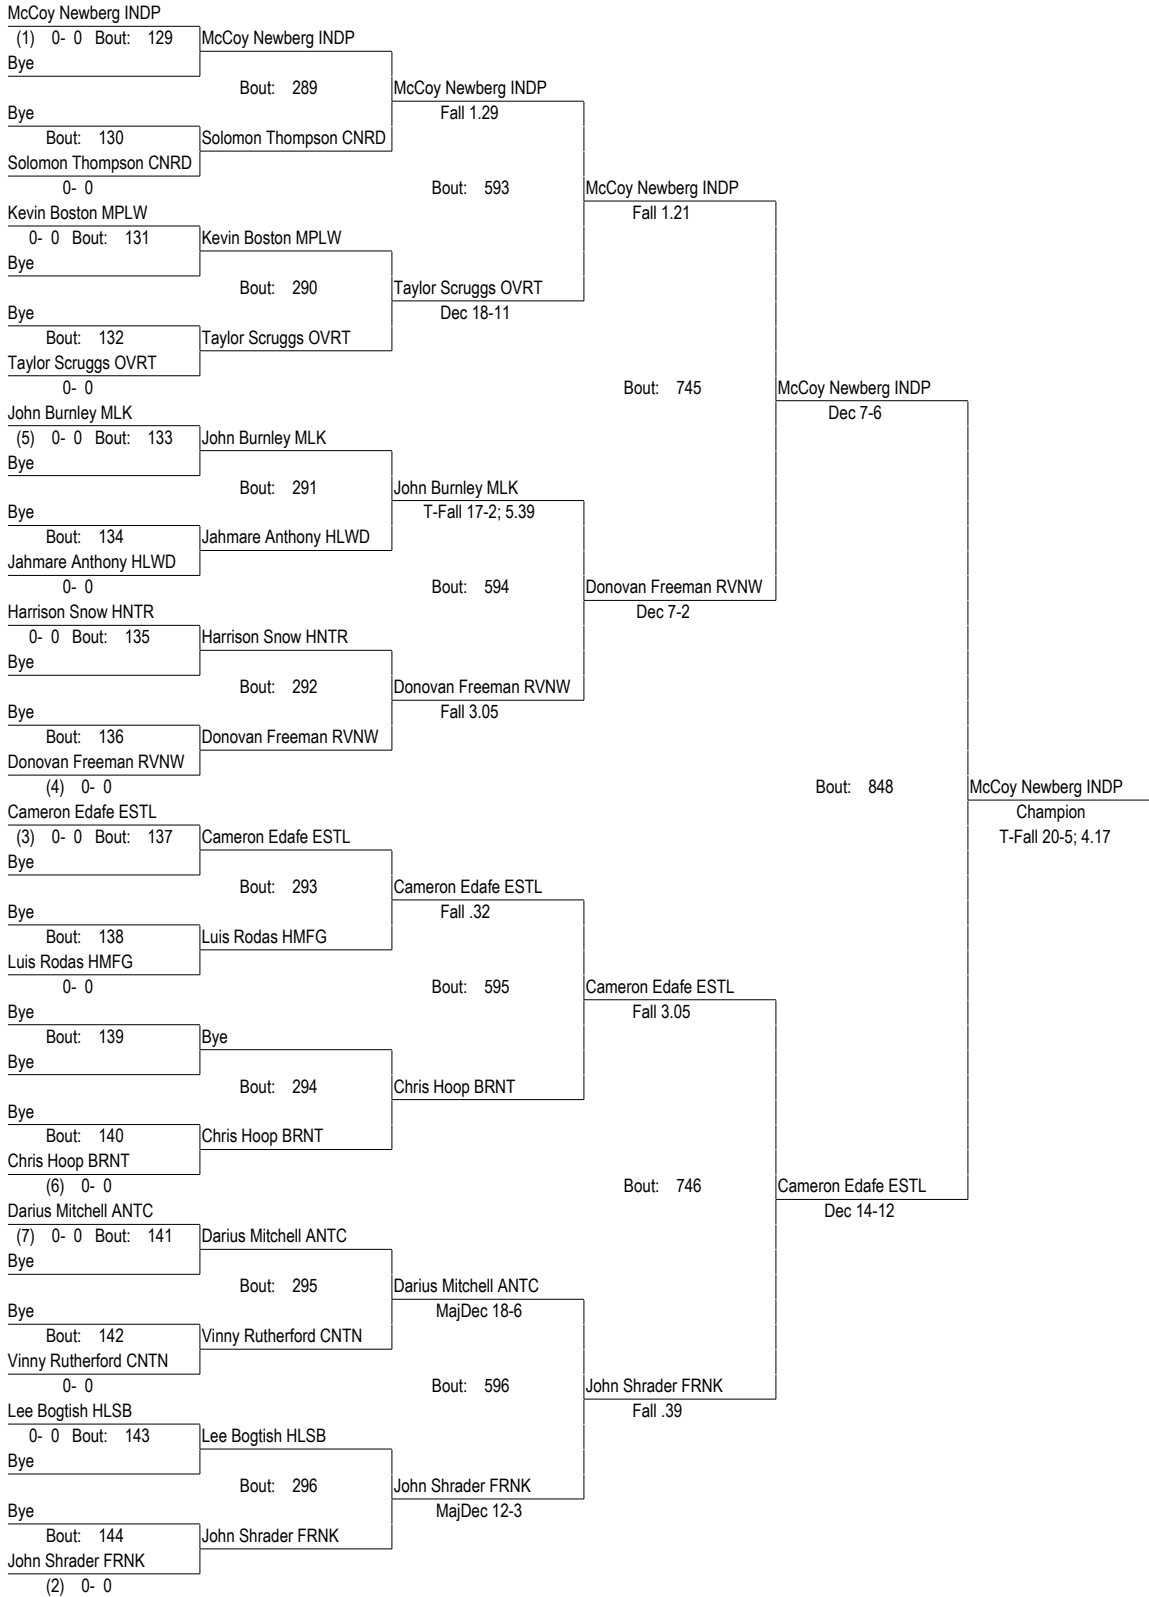 McCoy Newberg INDP
(1) 0- 0 Bout: 129 McCoy Newberg INDP
Bye
Bout: 289 McCoy Newberg INDP
Bye Fall 1.29
Bout: 130 Solomon Thompson CNRD
Solomon Thompson CNRD
0- 0 Bout: 593 McCoy Newberg INDP
Kevin Boston MPLW Fall 1.21
0- 0 Bout: 131 Kevin Boston MPLW
Bye
Bout: 290 Taylor Scruggs OVRT
Bye Dec 18-11
Bout: 132 Taylor Scruggs OVRT
Taylor Scruggs OVRT
0- 0 Bout: 745 McCoy Newberg INDP
John Burnley MLK Dec 7-6
(5) 0- 0 Bout: 133 John Burnley MLK
Bye
Bout: 291 John Burnley MLK
Bye T-Fall 17-2; 5.39
Bout: 134 Jahmare Anthony HLWD
Jahmare Anthony HLWD
0- 0 Bout: 594 Donovan Freeman RVNW
Harrison Snow HNTR Dec 7-2
0- 0 Bout: 135 Harrison Snow HNTR
Bye
Bout: 292 Donovan Freeman RVNW
Bye Fall 3.05
Bout: 136 Donovan Freeman RVNW
Donovan Freeman RVNW
(4) 0- 0 Bout: 848 McCoy Newberg INDP
Cameron Edafe ESTL Champion
(3) 0- 0 Bout: 137 Cameron Edafe ESTL T-Fall 20-5; 4.17
Bye
Bout: 293 Cameron Edafe ESTL
Bye Fall .32
Bout: 138 Luis Rodas HMFG
Luis Rodas HMFG
0- 0 Bout: 595 Cameron Edafe ESTL
Bye Fall 3.05
Bout: 139 Bye
Bye
Bout: 294 Chris Hoop BRNT
Bye
Bout: 140 Chris Hoop BRNT
Chris Hoop BRNT
(6) 0- 0 Bout: 746 Cameron Edafe ESTL
Darius Mitchell ANTC Dec 14-12
(7) 0- 0 Bout: 141 Darius Mitchell ANTC
Bye
Bout: 295 Darius Mitchell ANTC
Bye MajDec 18-6
Bout: 142 Vinny Rutherford CNTN
Vinny Rutherford CNTN
0- 0 Bout: 596 John Shrader FRNK
Lee Bogtish HLSB Fall .39
0- 0 Bout: 143 Lee Bogtish HLSB
Bye
Bout: 296 John Shrader FRNK
Bye MajDec 12-3
Bout: 144 John Shrader FRNK
John Shrader FRNK
(2) 0- 0